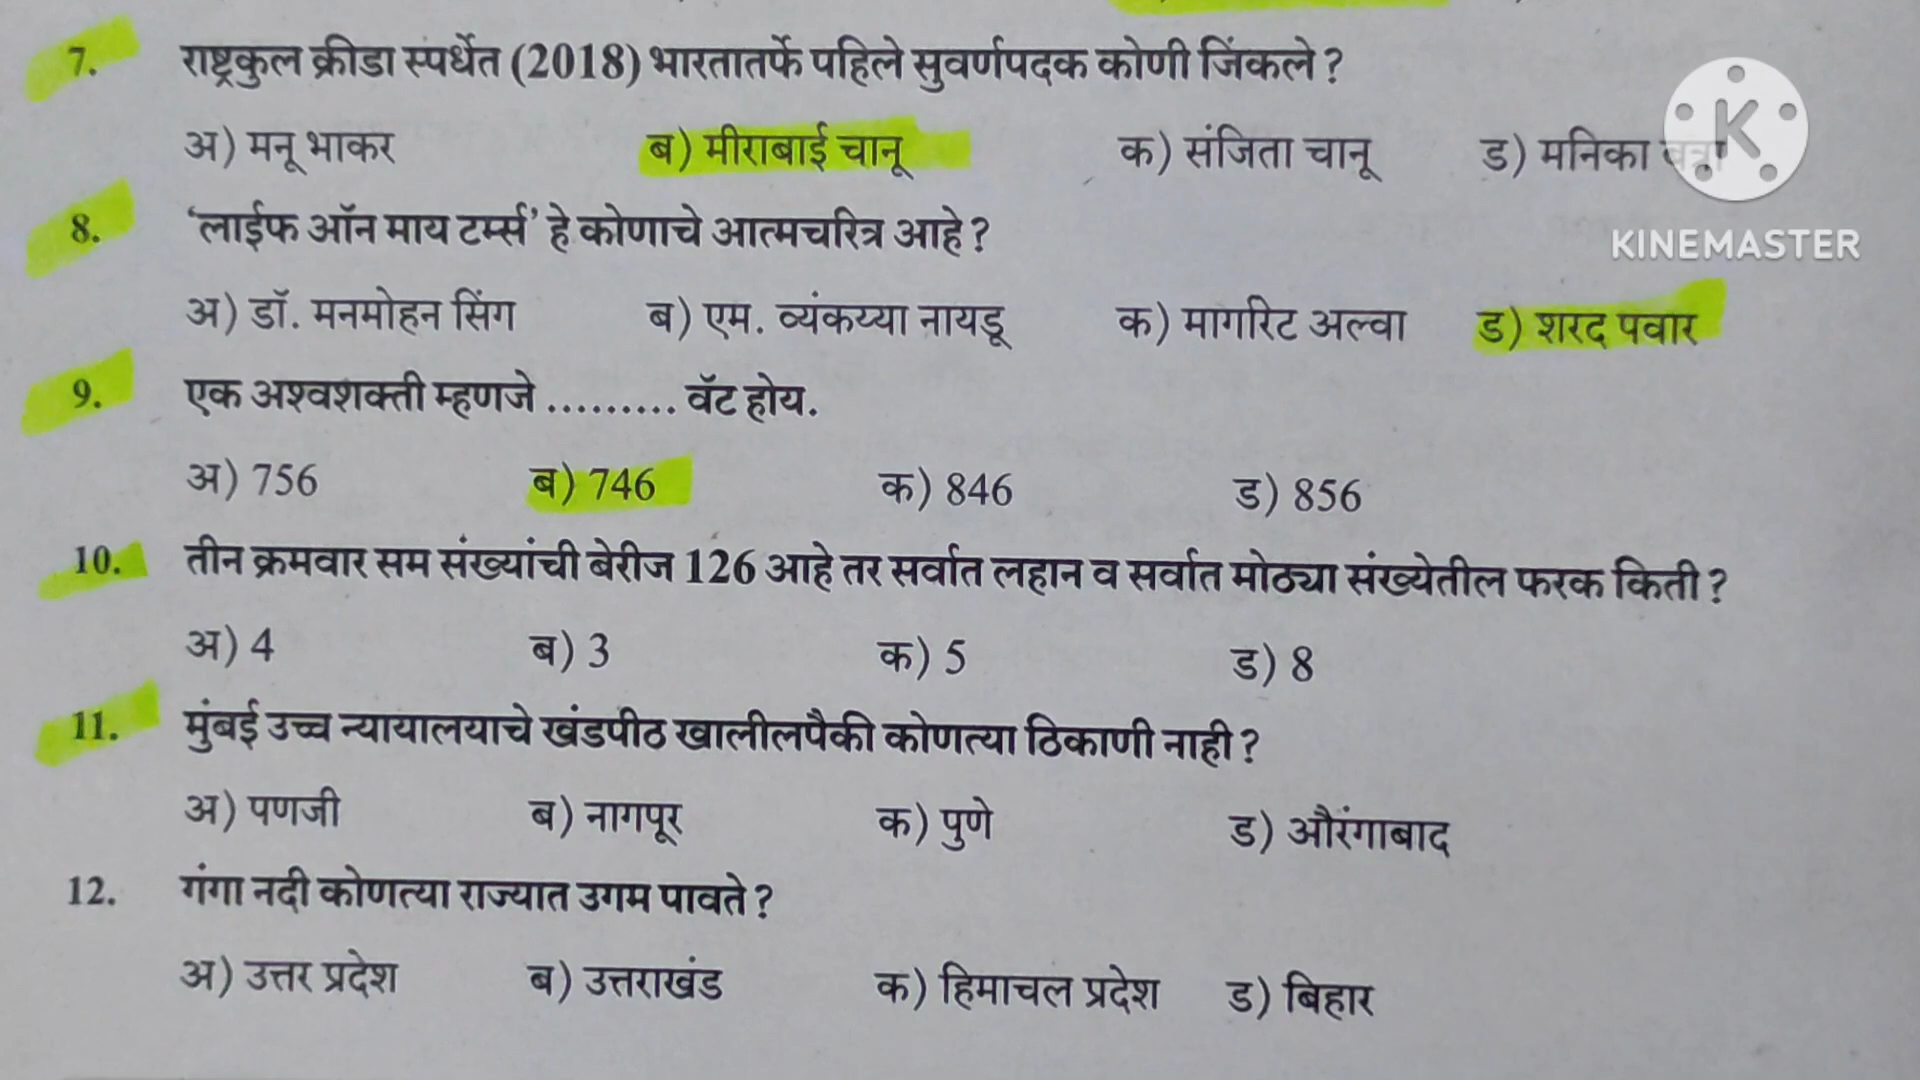 7. राष्ट्रकुल क्रीडा स्पर्धेत (2018) भारतातर्फे पहिले सुवर्णपदक कोणी जिंकले ?
अ) मनू भाकर ब) मीराबाई चानू क) संजिता चानू ड) मनिका
8. ‘लाईफ ऑन माय टर्म्स’ हे कोणाचे आत्मचरित्र आहे ?
KINEMASTER
अ) डॉ. मनमोहन सिंग ब) एम. व्यंकय्या नायडू क) मार्गारेट अल्वा ड) शरद पवार
9. एक अश्वशक्ती म्हणजे ......... वॅट होय.
अ) 756 ब) 746 क) 846 ड) 856
10. तीन क्रमवार सम संख्यांची बेरीज 126 आहे तर सर्वात लहान व सर्वात मोठ्या संख्येतील फरक किती ?
अ) 4 ब) 3 क) 5 ड) 8
11. मुंबई उच्च न्यायालयाचे खंडपीठ खालीलपैकी कोणत्या ठिकाणी नाही ?
अ) पणजी ब) नागपूर क) पुणे ड) औरंगाबाद
12. गंगा नदी कोणत्या राज्यात उगम पावते ?
अ) उत्तर प्रदेश ब) उत्तराखंड क) हिमाचल प्रदेश ड) बिहार